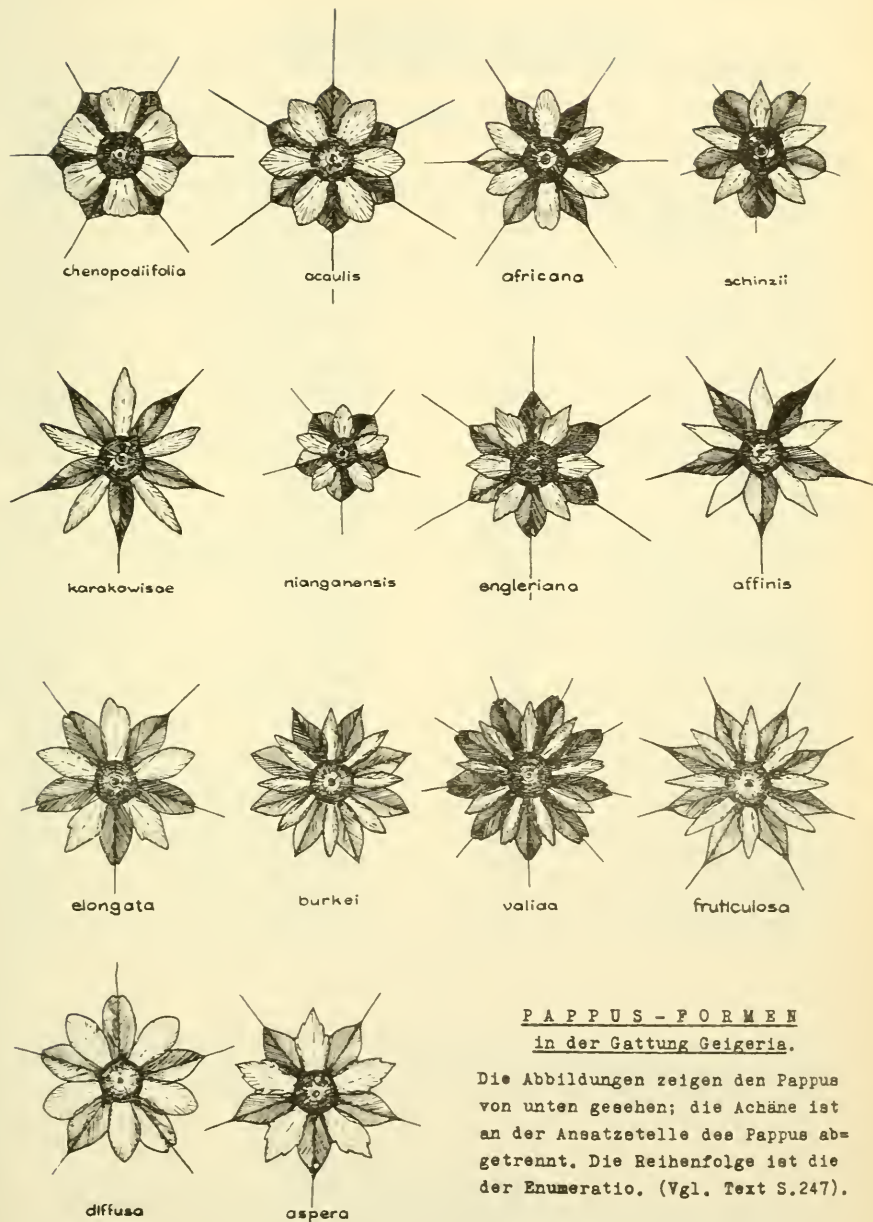 chenopodiifolia
acaulis
africana
schinzii
karakowisae
nianganensis
engleriana
affinis
elongata
burkei
valida
fruticulosa
diffusa
aspera
PAPPUS-FORMEN
in der Gattung Geigeria.
Die Abbildungen zeigen den Pappus
von unten gesehen; die Achäne ist
an der Ansatzstelle des Pappus ab=
getrennt. Die Reihenfolge ist die
der Enumeratio. (Vgl. Text S.247).